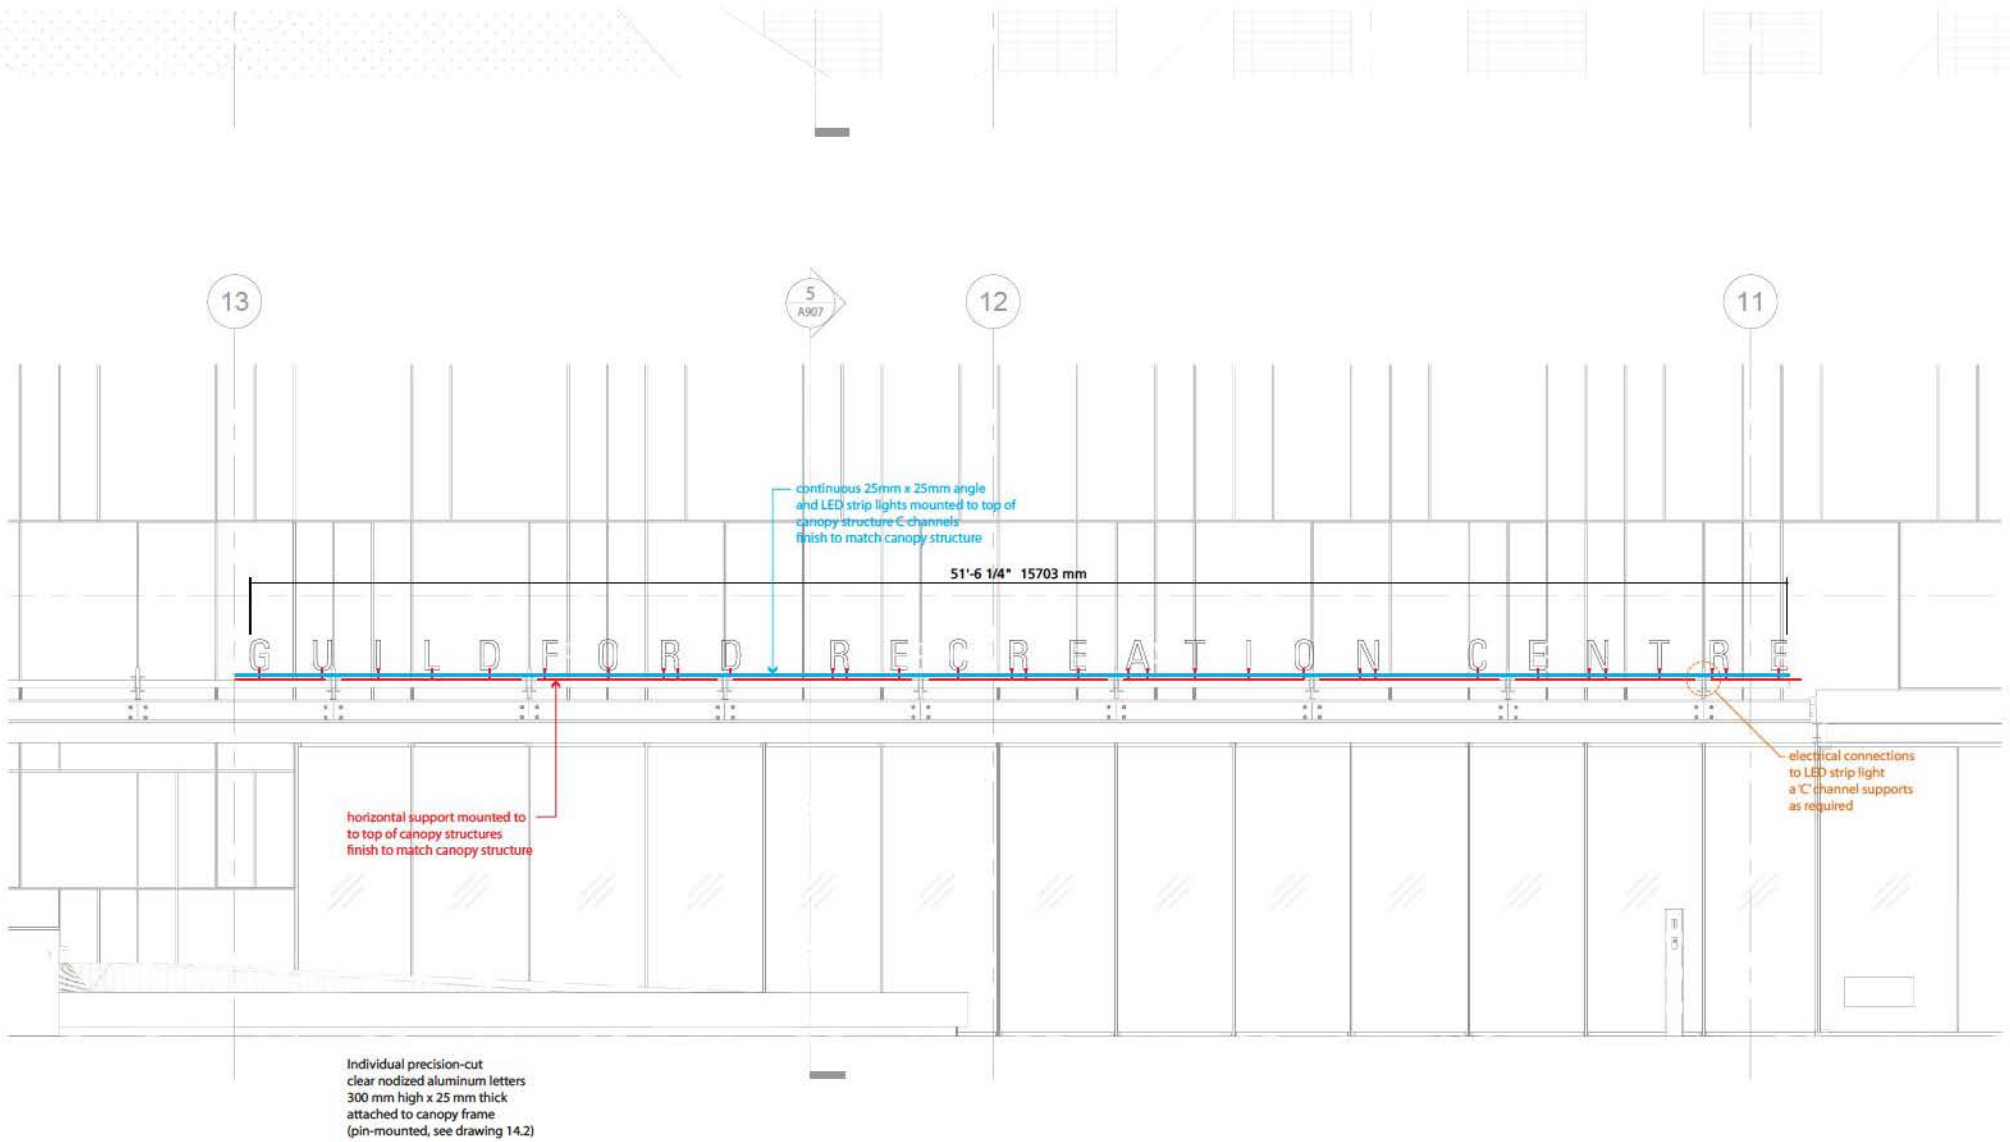 13
5
A907
12
11
continuous 25mm x 25mm angle
and LED strip lights mounted to top of
canopy structure C channels
finish to match canopy structure
51'-6 1/4" 15703 mm
G U I L D F O R D R E C R E A T I O N C E N T R E
electrical connections
to LED strip light
a 'C' channel supports
as required
horizontal support mounted to
to top of canopy structures
finish to match canopy structure
Individual precision-cut
clear nodized aluminum letters
300 mm high x 25 mm thick
attached to canopy frame
(pin-mounted, see drawing 14.2)